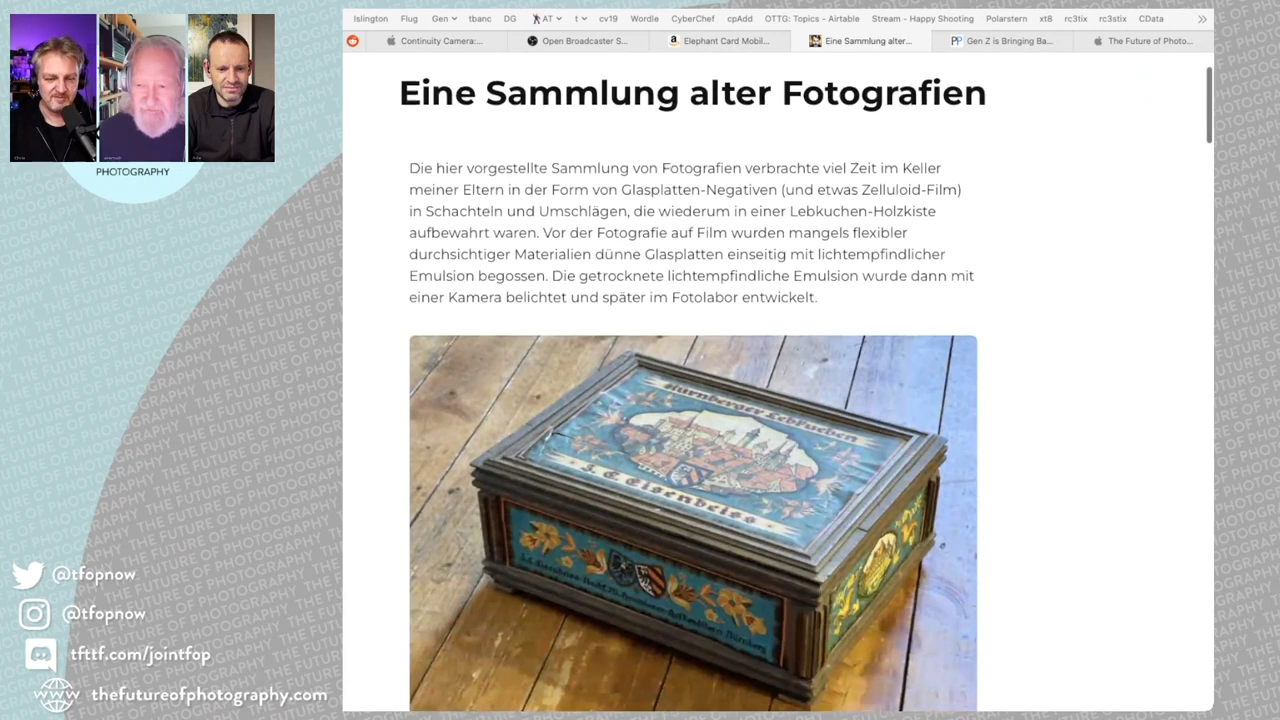 Islington Flug Gen tbanc DG AT t cv19 Wordle CyberChef cpAdd OTTG: Topics - Airtable Stream - Happy Shooting Polarstern xt8 rc3tix rc3stix CData
Continuity Camera:... Open Broadcaster S... Elephant Card Mobil... Eine Sammlung alter... Gen Z is Bringing Ba... The Future of Photo...
Eine Sammlung alter Fotografien
Die hier vorgestellte Sammlung von Fotografien verbrachte viel Zeit im Keller
meiner Eltern in der Form von Glasplatten-Negativen (und etwas Zelluloid-Film)
in Schachteln und Umschlägen, die wiederum in einer Lebkuchen-Holzkiste
aufbewahrt waren. Vor der Fotografie auf Film wurden mangels flexibler
durchsichtiger Materialien dünne Glasplatten einseitig mit lichtempfindlicher
Emulsion begossen. Die getrocknete lichtempfindliche Emulsion wurde dann mit
einer Kamera belichtet und später im Fotolabor entwickelt.
Nürnberger Lebkuchen
PHOTOGRAPHY
THE FUTURE OF PHOTOGRAPHY
@tfopnow
@tfopnow
tfttf.com/jointfop
www
thefutureofphotography.com